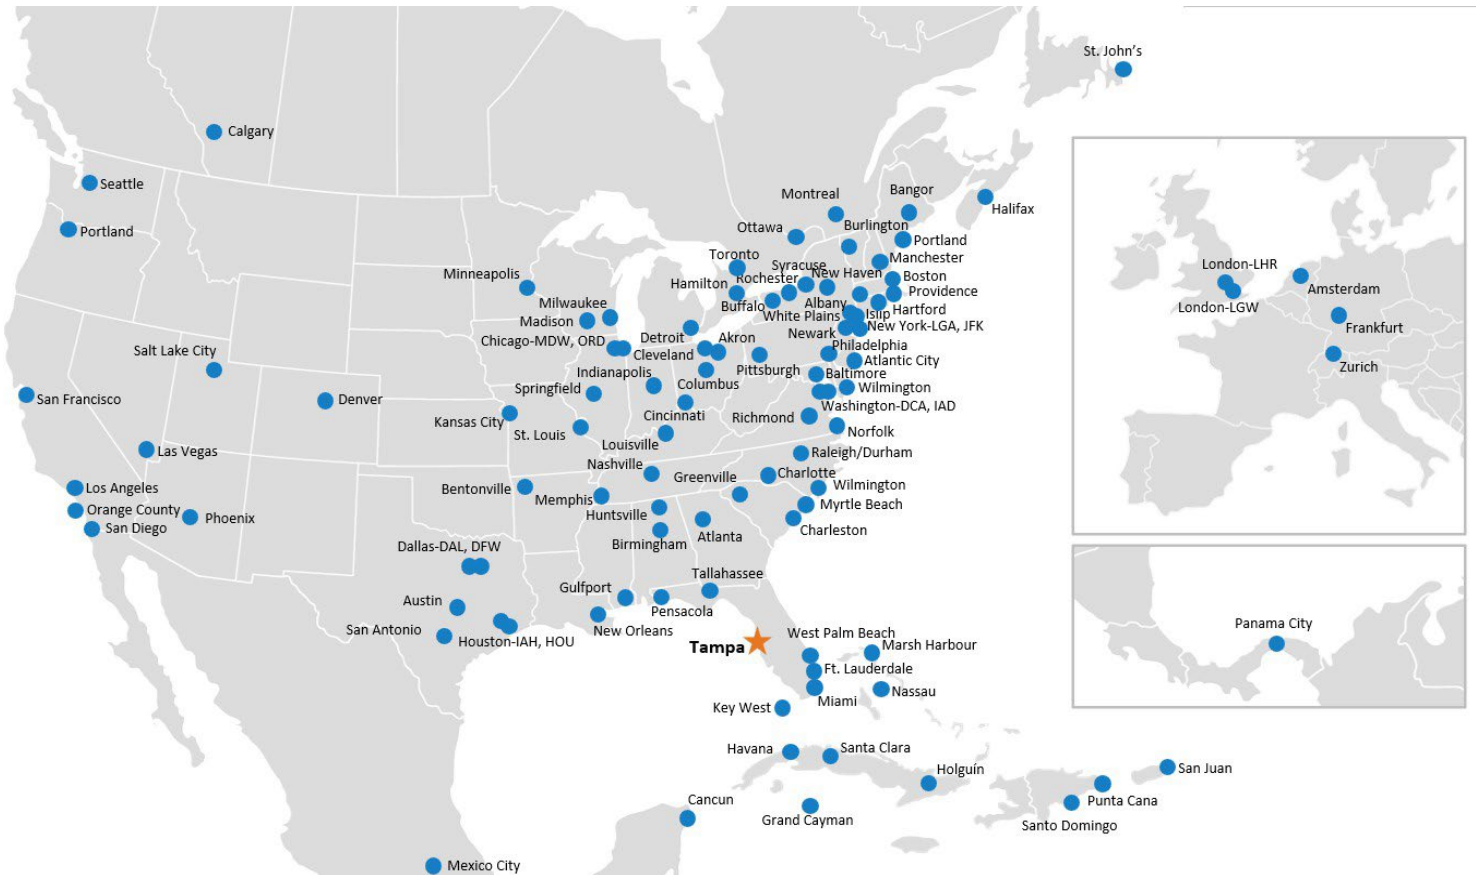 St. John's
Calgary
Seattle
Portland
Montreal
Bangor
Halifax
Ottawa
Burlington
Portland
Toronto
Syracuse
Manchester
Minneapolis
Hamilton
Rochester
New Haven
Boston
Providence
Milwaukee
Buffalo
Albany
Hartford
Madison
White Plains
Islip
Chicago-MDW, ORD
Detroit
Akron
Newark
New York-LGA, JFK
Salt Lake City
Cleveland
Philadelphia
Atlantic City
Indianapolis
Pittsburgh
Baltimore
Springfield
Columbus
Wilmington
San Francisco
Denver
Washington-DCA, IAD
Kansas City
Cincinnati
Richmond
St. Louis
Louisville
Norfolk
Las Vegas
Raleigh/Durham
Nashville
Greenville
Charlotte
Los Angeles
Bentonville
Memphis
Wilmington
Orange County
Phoenix
Huntsville
Myrtle Beach
San Diego
Birmingham
Atlanta
Charleston
Dallas-DAL, DFW
Tallahassee
Gulfport
Austin
Pensacola
San Antonio
Houston-IAH, HOU
New Orleans
Tampa
West Palm Beach
Marsh Harbour
Ft. Lauderdale
Nassau
Miami
Key West
Havana
Santa Clara
Holguín
San Juan
Cancun
Grand Cayman
Punta Cana
Santo Domingo
Mexico City
London-LHR
London-LGW
Amsterdam
Frankfurt
Zurich
Panama City